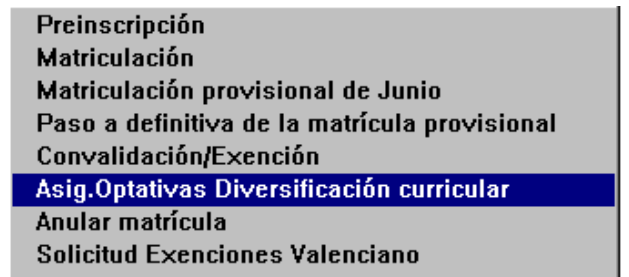 Preinscripción
Matriculación
Matriculación provisional de Junio
Paso a definitiva de la matrícula provisional
Convalidación/Exención
Asig.Optativas Diversificación curricular
Anular matrícula
Solicitud Exenciones Valenciano